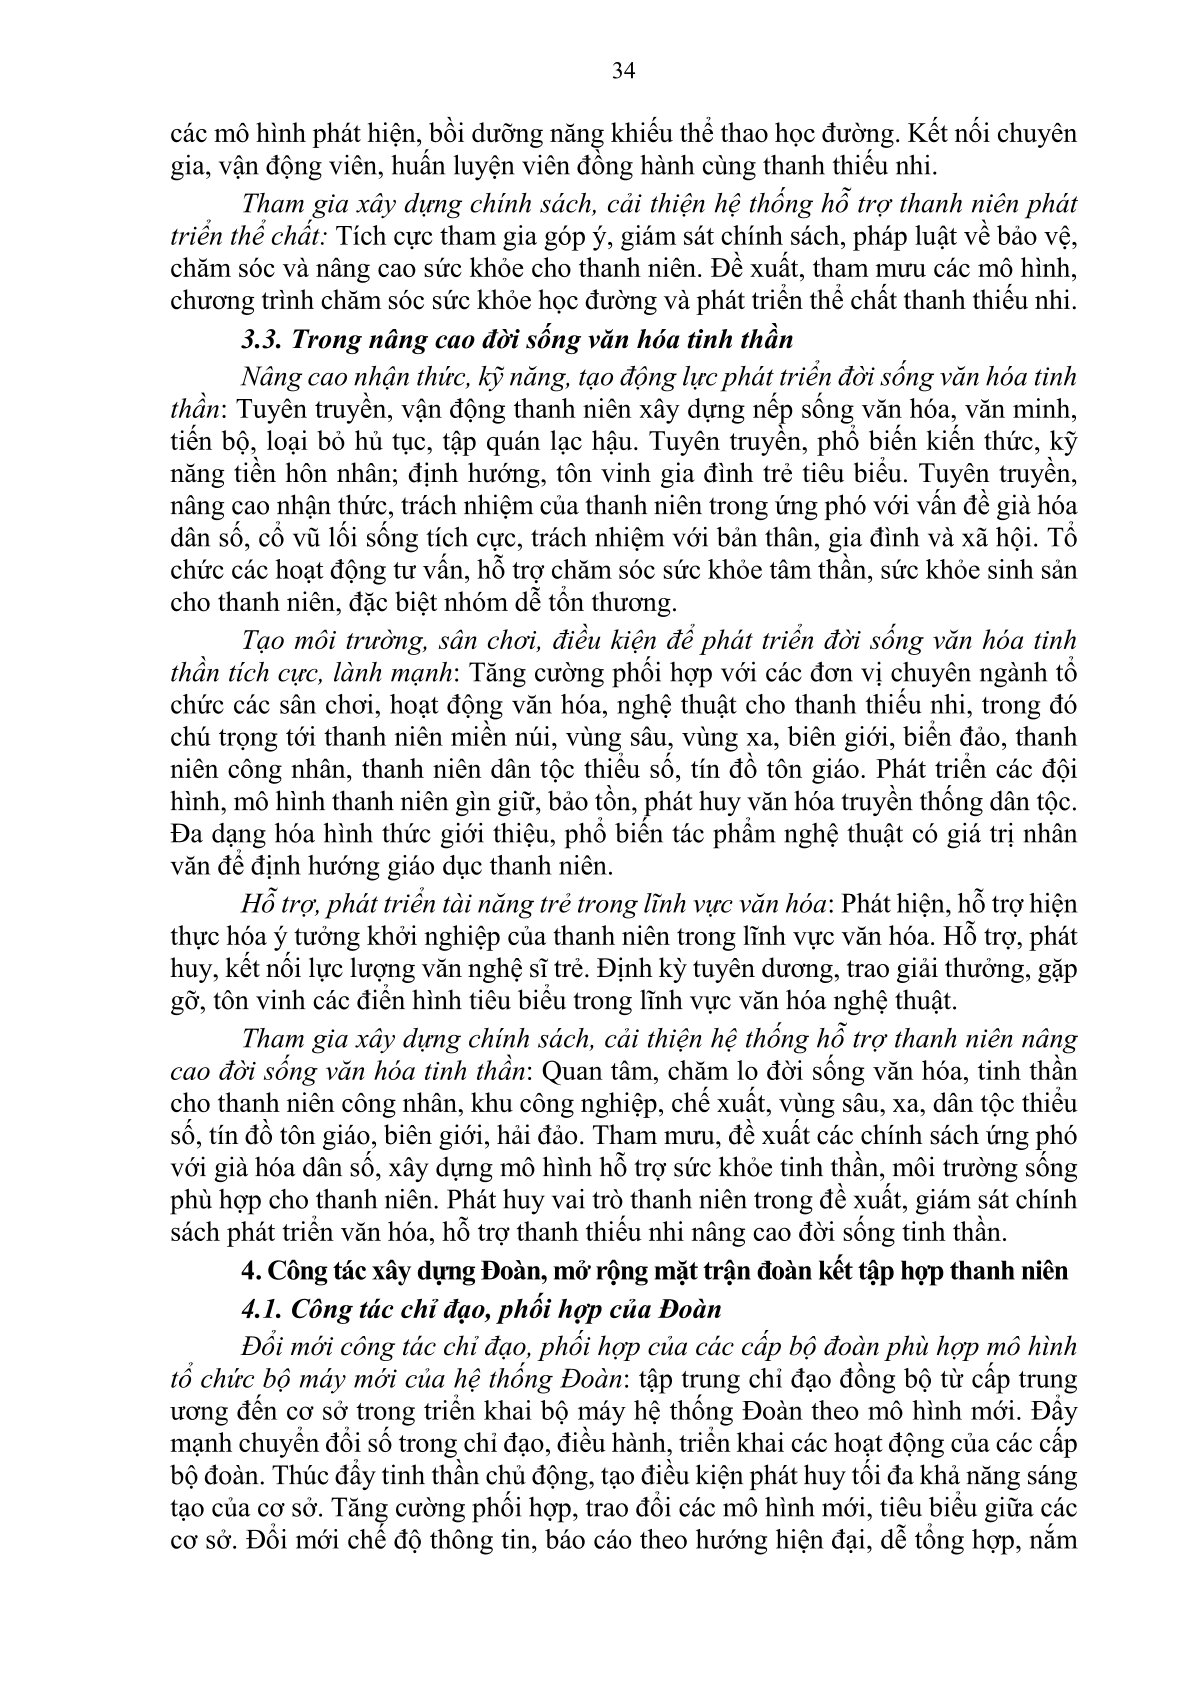 34
các mô hình phát hiện, bồi dưỡng năng khiếu thể thao học đường. Kết nối chuyên
gia, vận động viên, huấn luyện viên đồng hành cùng thanh thiếu nhi.
Tham gia xây dựng chính sách, cải thiện hệ thống hỗ trợ thanh niên phát
triển thể chất: Tích cực tham gia góp ý, giám sát chính sách, pháp luật về bảo vệ,
chăm sóc và nâng cao sức khỏe cho thanh niên. Đề xuất, tham mưu các mô hình,
chương trình chăm sóc sức khỏe học đường và phát triển thể chất thanh thiếu nhi.
3.3. Trong nâng cao đời sống văn hóa tinh thần
Nâng cao nhận thức, kỹ năng, tạo động lực phát triển đời sống văn hóa tinh
thần: Tuyên truyền, vận động thanh niên xây dựng nếp sống văn hóa, văn minh,
tiến bộ, loại bỏ hủ tục, tập quán lạc hậu. Tuyên truyền, phổ biến kiến thức, kỹ
năng tiền hôn nhân; định hướng, tôn vinh gia đình trẻ tiêu biểu. Tuyên truyền,
nâng cao nhận thức, trách nhiệm của thanh niên trong ứng phó với vấn đề già hóa
dân số, cổ vũ lối sống tích cực, trách nhiệm với bản thân, gia đình và xã hội. Tổ
chức các hoạt động tư vấn, hỗ trợ chăm sóc sức khỏe tâm thần, sức khỏe sinh sản
cho thanh niên, đặc biệt nhóm dễ tổn thương.
Tạo môi trường, sân chơi, điều kiện để phát triển đời sống văn hóa tinh
thần tích cực, lành mạnh: Tăng cường phối hợp với các đơn vị chuyên ngành tổ
chức các sân chơi, hoạt động văn hóa, nghệ thuật cho thanh thiếu nhi, trong đó
chú trọng tới thanh niên miền núi, vùng sâu, vùng xa, biên giới, biển đảo, thanh
niên công nhân, thanh niên dân tộc thiểu số, tín đồ tôn giáo. Phát triển các đội
hình, mô hình thanh niên gìn giữ, bảo tồn, phát huy văn hóa truyền thống dân tộc.
Đa dạng hóa hình thức giới thiệu, phổ biến tác phẩm nghệ thuật có giá trị nhân
văn để định hướng giáo dục thanh niên.
Hỗ trợ, phát triển tài năng trẻ trong lĩnh vực văn hóa: Phát hiện, hỗ trợ hiện
thực hóa ý tưởng khởi nghiệp của thanh niên trong lĩnh vực văn hóa. Hỗ trợ, phát
huy, kết nối lực lượng văn nghệ sĩ trẻ. Định kỳ tuyên dương, trao giải thưởng, gặp
gỡ, tôn vinh các điển hình tiêu biểu trong lĩnh vực văn hóa nghệ thuật.
Tham gia xây dựng chính sách, cải thiện hệ thống hỗ trợ thanh niên nâng
cao đời sống văn hóa tinh thần: Quan tâm, chăm lo đời sống văn hóa, tinh thần
cho thanh niên công nhân, khu công nghiệp, chế xuất, vùng sâu, xa, dân tộc thiểu
số, tín đồ tôn giáo, biên giới, hải đảo. Tham mưu, đề xuất các chính sách ứng phó
với già hóa dân số, xây dựng mô hình hỗ trợ sức khỏe tinh thần, môi trường sống
phù hợp cho thanh niên. Phát huy vai trò thanh niên trong đề xuất, giám sát chính
sách phát triển văn hóa, hỗ trợ thanh thiếu nhi nâng cao đời sống tinh thần.
4. Công tác xây dựng Đoàn, mở rộng mặt trận đoàn kết tập hợp thanh niên
4.1. Công tác chỉ đạo, phối hợp của Đoàn
Đổi mới công tác chỉ đạo, phối hợp của các cấp bộ đoàn phù hợp mô hình
tổ chức bộ máy mới của hệ thống Đoàn: tập trung chỉ đạo đồng bộ từ cấp trung
ương đến cơ sở trong triển khai bộ máy hệ thống Đoàn theo mô hình mới. Đẩy
mạnh chuyển đổi số trong chỉ đạo, điều hành, triển khai các hoạt động của các cấp
bộ đoàn. Thúc đẩy tinh thần chủ động, tạo điều kiện phát huy tối đa khả năng sáng
tạo của cơ sở. Tăng cường phối hợp, trao đổi các mô hình mới, tiêu biểu giữa các
cơ sở. Đổi mới chế độ thông tin, báo cáo theo hướng hiện đại, dễ tổng hợp, nắm